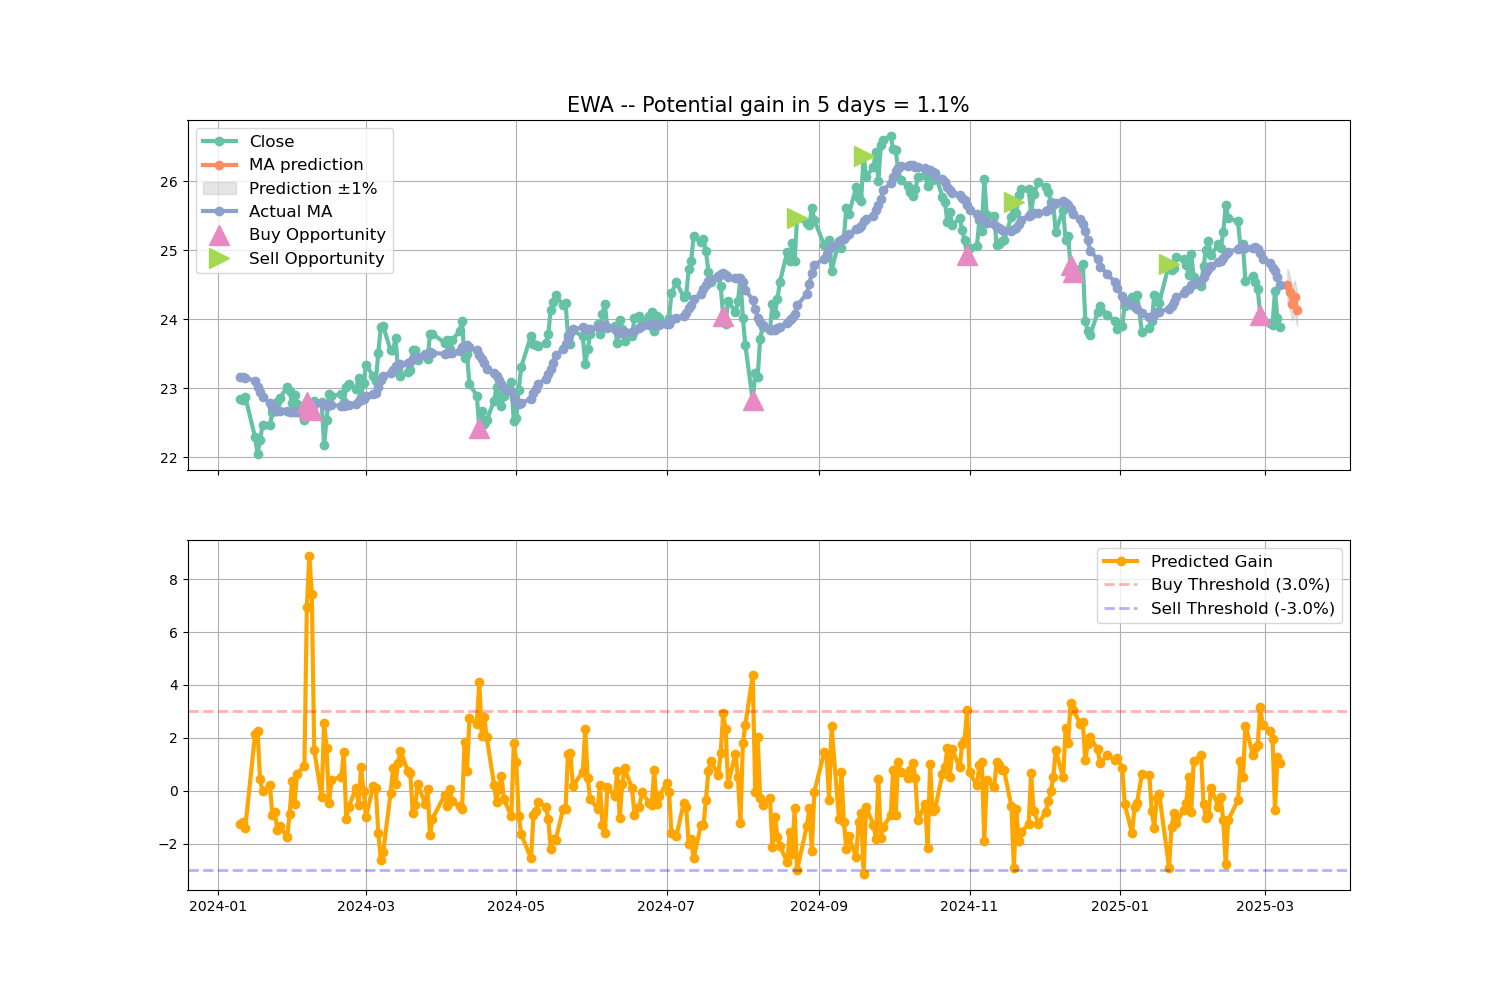 EWA -- Potential gain in 5 days = 1.1%
Close
MA prediction
Prediction ±1%
Actual MA
Buy Opportunity
Sell Opportunity
26
25
24
23
22
Predicted Gain
Buy Threshold (3.0%)
Sell Threshold (-3.0%)
8
6
4
2
0
−2
2024-01
2024-03
2024-05
2024-07
2024-09
2024-11
2025-01
2025-03